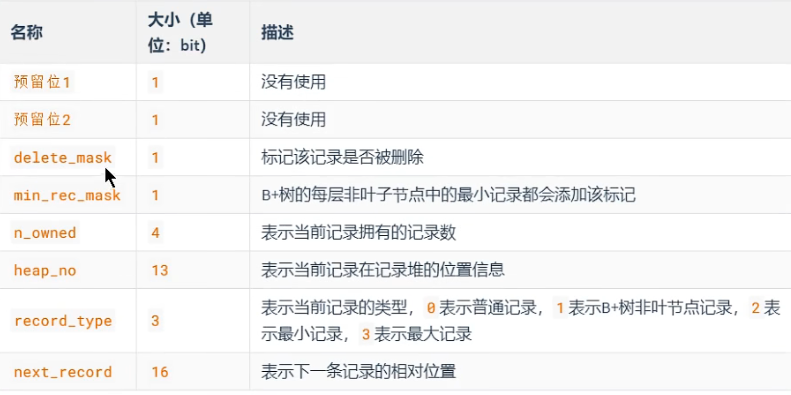 名称 大小（单 描述
位：bit）
预留位1 1 没有使用
预留位2 1 没有使用
delete_mask 1 标记该记录是否被删除
min_rec_mask 1 B+树的每层非叶子节点中的最小记录都会添加该标记
n_owned 4 表示当前记录拥有的记录数
heap_no 13 表示当前记录在记录堆的位置信息
record_type 3 表示当前记录的类型，0 表示普通记录，1 表示B+树非叶节点记录，2 表
示最小记录，3 表示最大记录
next_record 16 表示下一条记录的相对位置